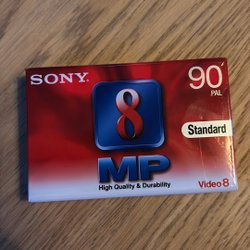 SONY.
90
PAL
8
Standard
MP
High Quality & Durability
Video 8